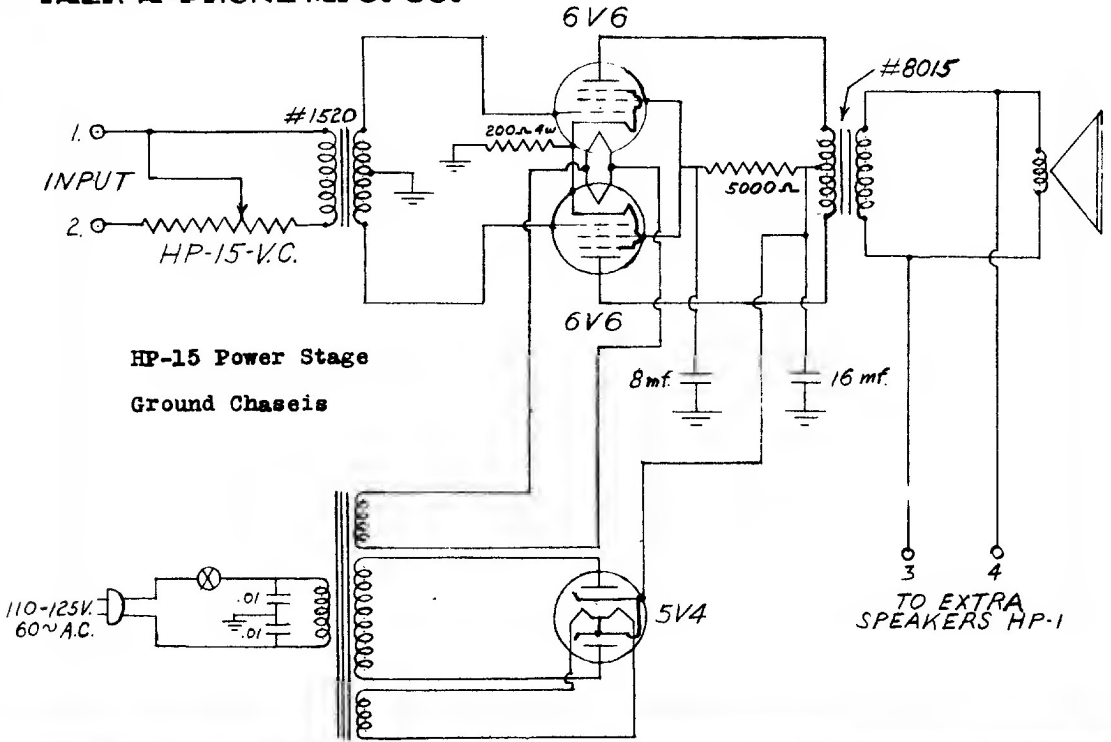 6V6
#8015
#1520
1.
200Ω 4w
INPUT
5000Ω
2.
HP-15-V.C.
6V6
HP-15 Power Stage
8mf.
16 mf.
Ground Chaseis
3
4
TO EXTRA
SPEAKERS HP-1
110-125V.
60~A.C.
.01
.01
5V4